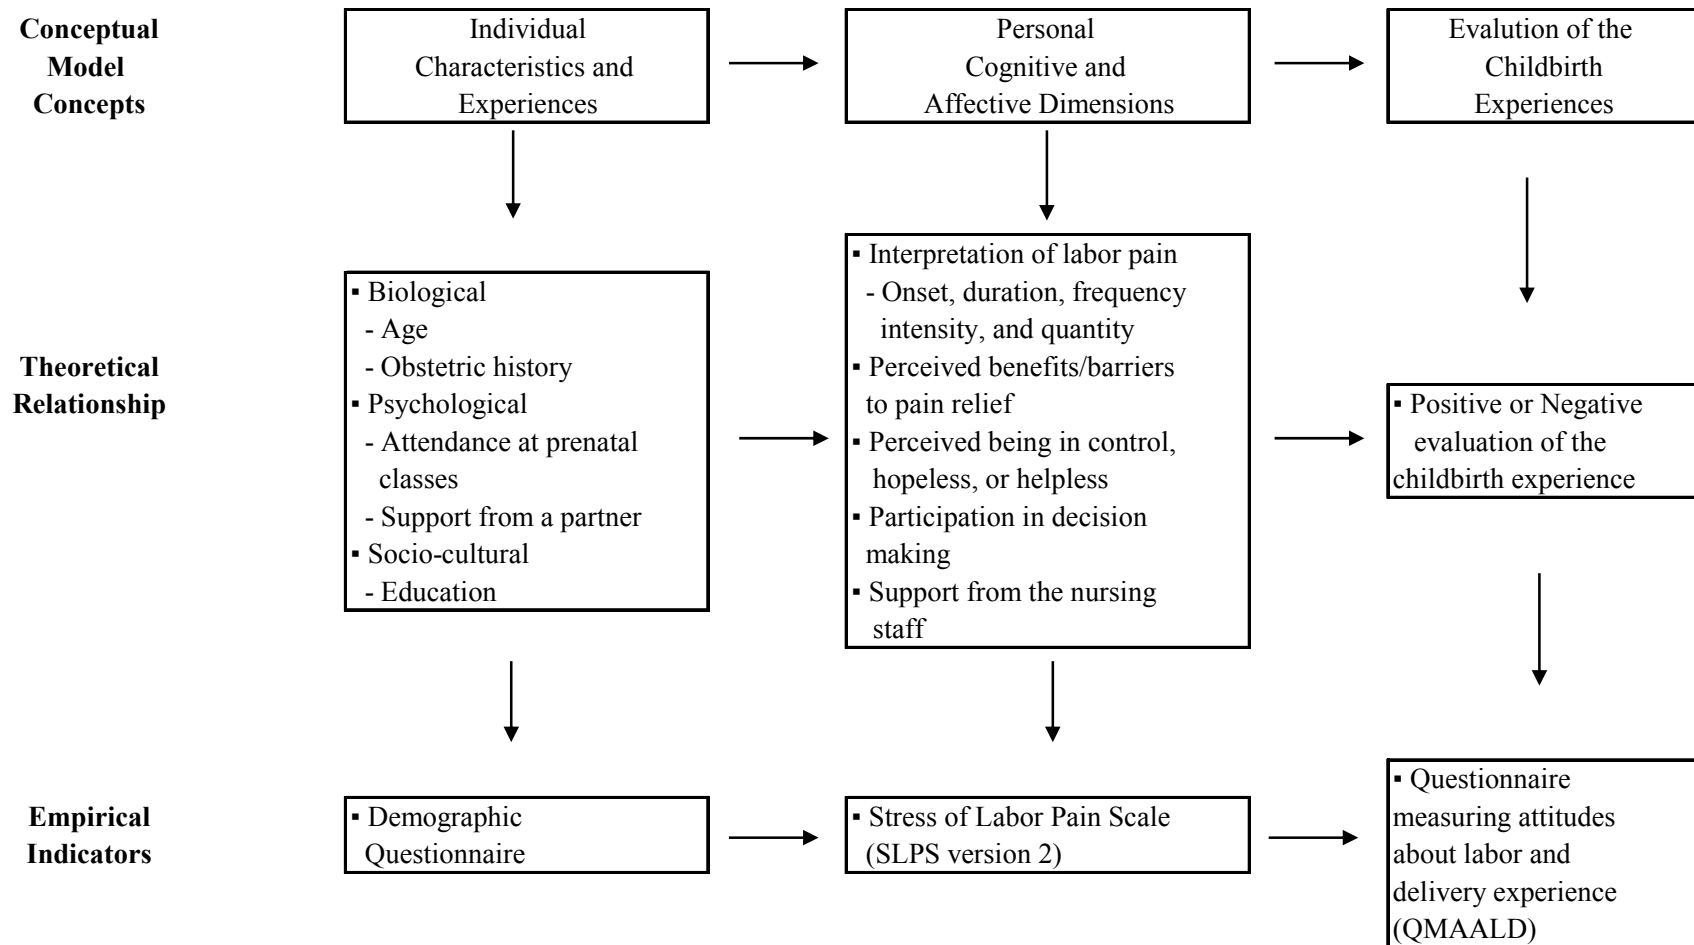 Conceptual
Model
Concepts
Individual
Characteristics and
Experiences
Personal
Cognitive and
Affective Dimensions
Evalution of the
Childbirth
Experiences
Theoretical
Relationship
▪ Biological
- Age
- Obstetric history
▪ Psychological
- Attendance at prenatal
classes
- Support from a partner
▪ Socio-cultural
- Education
▪ Interpretation of labor pain
- Onset, duration, frequency
intensity, and quantity
▪ Perceived benefits/barriers
to pain relief
▪ Perceived being in control,
hopeless, or helpless
▪ Participation in decision
making
▪ Support from the nursing
staff
▪ Positive or Negative
evaluation of the
childbirth experience
Empirical
Indicators
▪ Demographic
Questionnaire
▪ Stress of Labor Pain Scale
(SLPS version 2)
▪ Questionnaire
measuring attitudes
about labor and
delivery experience
(QMAALD)